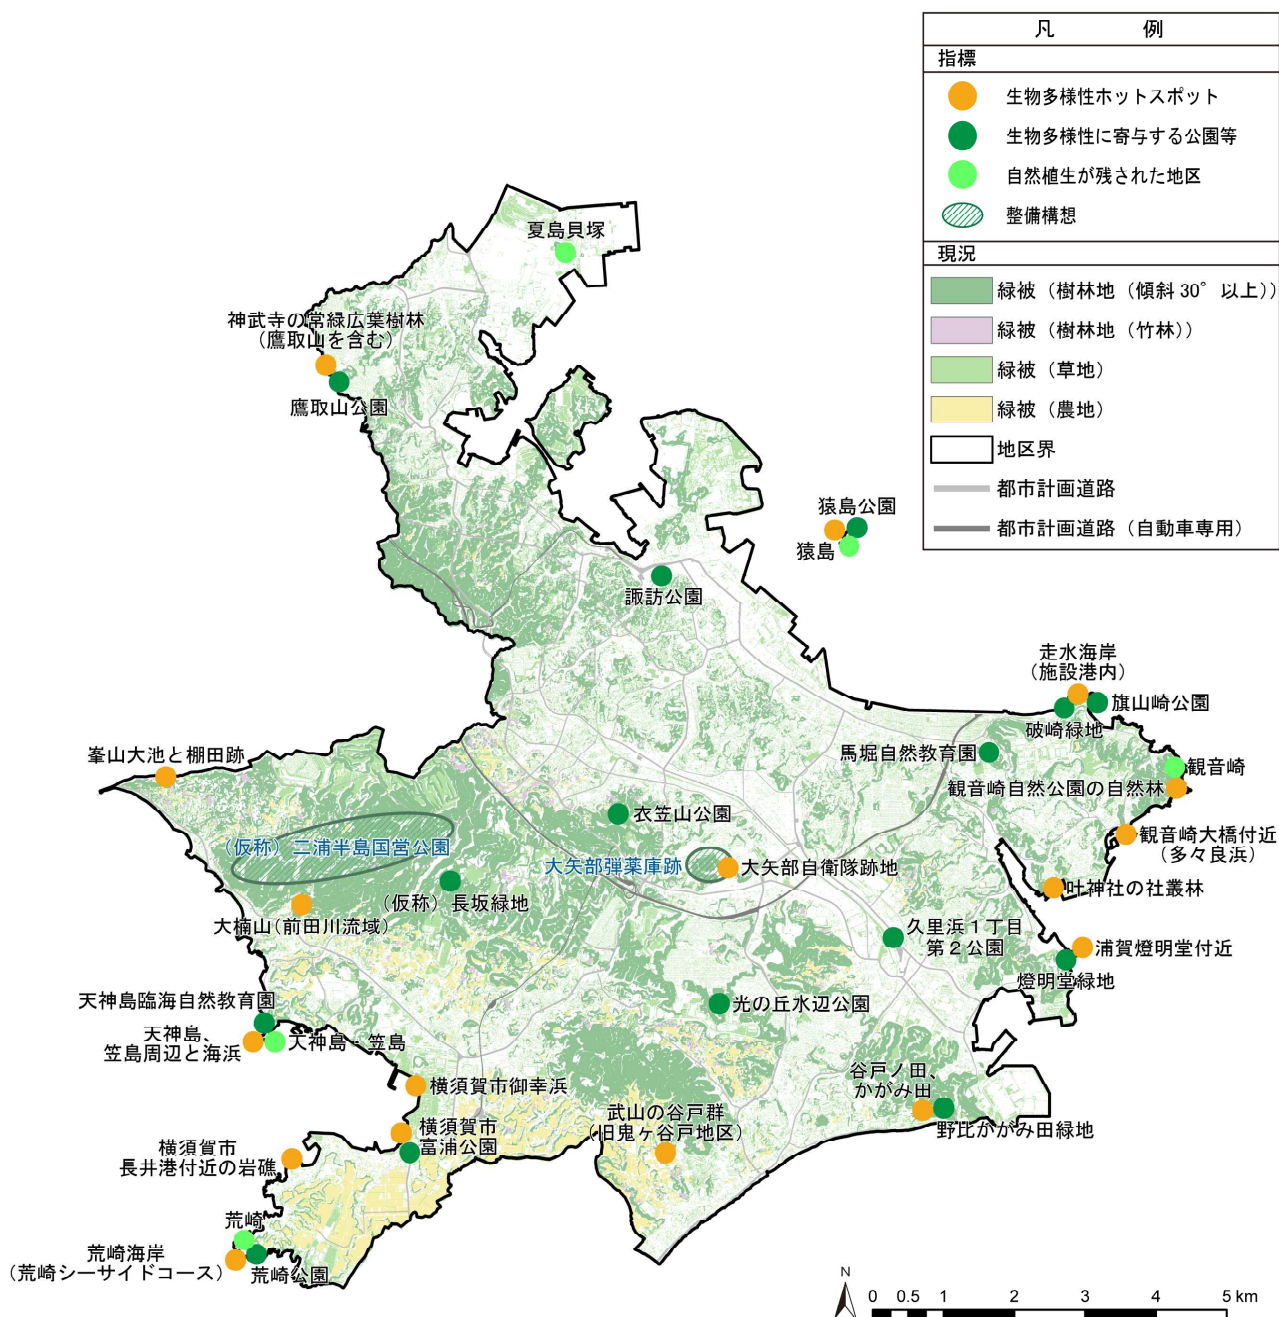 凡 例
指標
生物多様性ホットスポット
生物多様性に寄与する公園等
自然植生が残された地区
整備構想
現況
緑被（樹林地（傾斜 30° 以上））
緑被（樹林地（竹林））
緑被（草地）
緑被（農地）
地区界
都市計画道路
都市計画道路（自動車専用）
夏島貝塚
神武寺の常緑広葉樹林
（鷹取山を含む）
鷹取山公園
猿島公園
猿島
諏訪公園
走水海岸
（施設港内）
旗山崎公園
破崎緑地
馬堀自然教育園
観音崎
観音崎自然公園の自然林
観音崎大橋付近
（多々良浜）
叶神社の社叢林
峯山大池と棚田跡
衣笠山公園
（仮称）三浦半島国営公園
大矢部弾薬庫跡
大矢部自衛隊跡地
（仮称）長坂緑地
大楠山（前田川流域）
久里浜１丁目
第２公園
浦賀燈明堂付近
燈明堂緑地
天神島臨海自然教育園
天神島、
笠島周辺と海浜
天神島・笠島
光の丘水辺公園
横須賀市御幸浜
谷戸ノ田、
かがみ田
野比かがみ田緑地
武山の谷戸群
（旧鬼ヶ谷戸地区）
横須賀市
富浦公園
横須賀市
長井港付近の岩礁
荒崎
荒崎海岸
（荒崎シーサイドコース）
荒崎公園
N
0 0.5 1 2 3 4 5 km